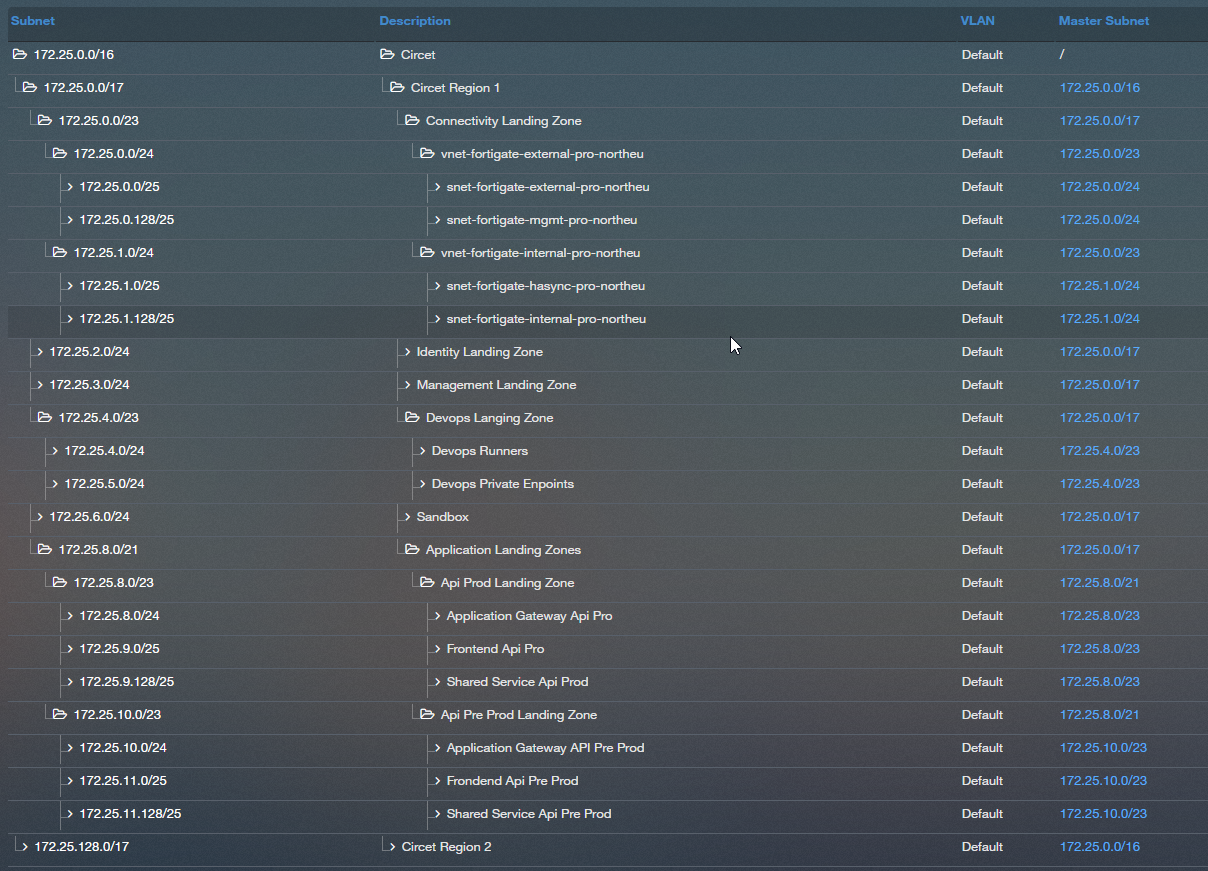 Subnet Description VLAN Master Subnet
172.25.0.0/16 Circet Default /
172.25.0.0/17 Circet Region 1 Default 172.25.0.0/16
172.25.0.0/23 Connectivity Landing Zone Default 172.25.0.0/17
172.25.0.0/24 vnet-fortigate-external-pro-northeu Default 172.25.0.0/23
172.25.0.0/25 snet-fortigate-external-pro-northeu Default 172.25.0.0/24
172.25.0.128/25 snet-fortigate-mgmt-pro-northeu Default 172.25.0.0/24
172.25.1.0/24 vnet-fortigate-internal-pro-northeu Default 172.25.0.0/23
172.25.1.0/25 snet-fortigate-hasync-pro-northeu Default 172.25.1.0/24
172.25.1.128/25 snet-fortigate-internal-pro-northeu Default 172.25.1.0/24
172.25.2.0/24 Identity Landing Zone Default 172.25.0.0/17
172.25.3.0/24 Management Landing Zone Default 172.25.0.0/17
172.25.4.0/23 Devops Langing Zone Default 172.25.0.0/17
172.25.4.0/24 Devops Runners Default 172.25.4.0/23
172.25.5.0/24 Devops Private Enpoints Default 172.25.4.0/23
172.25.6.0/24 Sandbox Default 172.25.0.0/17
172.25.8.0/21 Application Landing Zones Default 172.25.0.0/17
172.25.8.0/23 Api Prod Landing Zone Default 172.25.8.0/21
172.25.8.0/24 Application Gateway Api Pro Default 172.25.8.0/23
172.25.9.0/25 Frontend Api Pro Default 172.25.8.0/23
172.25.9.128/25 Shared Service Api Prod Default 172.25.8.0/23
172.25.10.0/23 Api Pre Prod Landing Zone Default 172.25.8.0/21
172.25.10.0/24 Application Gateway API Pre Prod Default 172.25.10.0/23
172.25.11.0/25 Frondend Api Pre Prod Default 172.25.10.0/23
172.25.11.128/25 Shared Service Api Pre Prod Default 172.25.10.0/23
172.25.128.0/17 Circet Region 2 Default 172.25.0.0/16